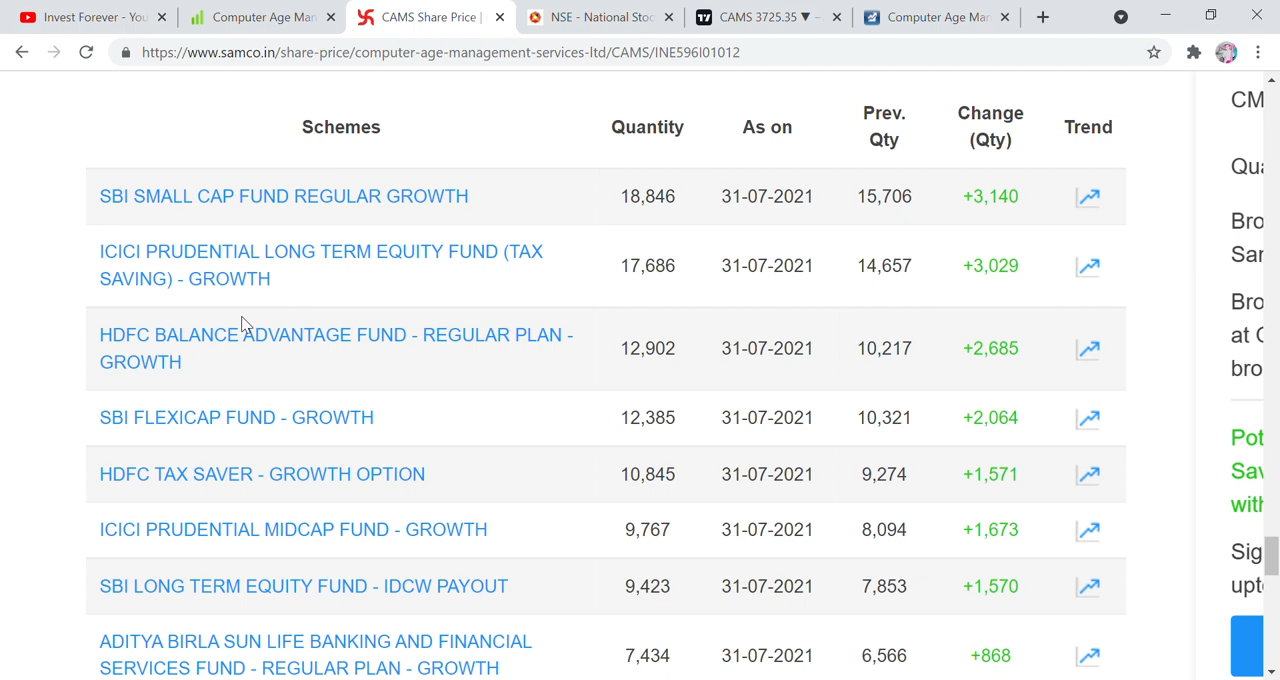 Invest Forever - You
Computer Age Man
CAMS Share Price |
NSE - National Stoc
CAMS 3725.35 ▼ -
Computer Age Man
https://www.samco.in/share-price/computer-age-management-services-ltd/CAMS/INE596I01012
Schemes Quantity As on Prev. Qty Change (Qty) Trend
SBI SMALL CAP FUND REGULAR GROWTH 18,846 31-07-2021 15,706 +3,140
ICICI PRUDENTIAL LONG TERM EQUITY FUND (TAX
SAVING) - GROWTH 17,686 31-07-2021 14,657 +3,029
HDFC BALANCE ADVANTAGE FUND - REGULAR PLAN -
GROWTH 12,902 31-07-2021 10,217 +2,685
SBI FLEXICAP FUND - GROWTH 12,385 31-07-2021 10,321 +2,064
HDFC TAX SAVER - GROWTH OPTION 10,845 31-07-2021 9,274 +1,571
ICICI PRUDENTIAL MIDCAP FUND - GROWTH 9,767 31-07-2021 8,094 +1,673
SBI LONG TERM EQUITY FUND - IDCW PAYOUT 9,423 31-07-2021 7,853 +1,570
ADITYA BIRLA SUN LIFE BANKING AND FINANCIAL
SERVICES FUND - REGULAR PLAN - GROWTH 7,434 31-07-2021 6,566 +868
CM
Qua
Bro
Sar
Bro
at
bro
Pot
Sav
with
Sig
upt